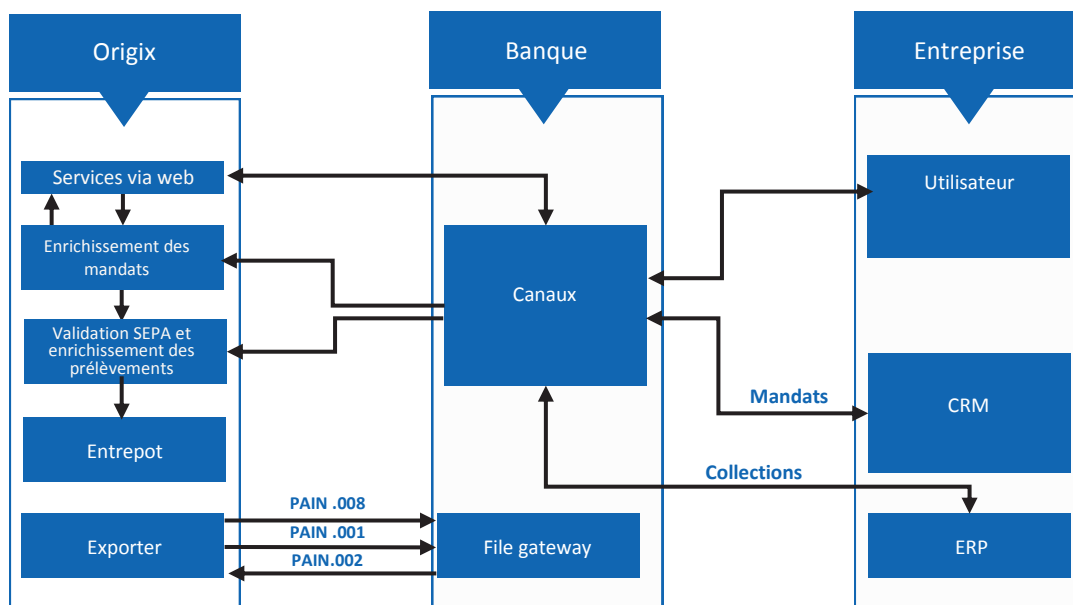 Origix
Banque
Entreprise
Services via web
Utilisateur
Enrichissement des
mandats
Canaux
Validation SEPA et
enrichissement des
prélèvements
Mandats
CRM
Entrepot
Collections
PAIN .008
Exporter
PAIN .001
File gateway
ERP
PAIN.002